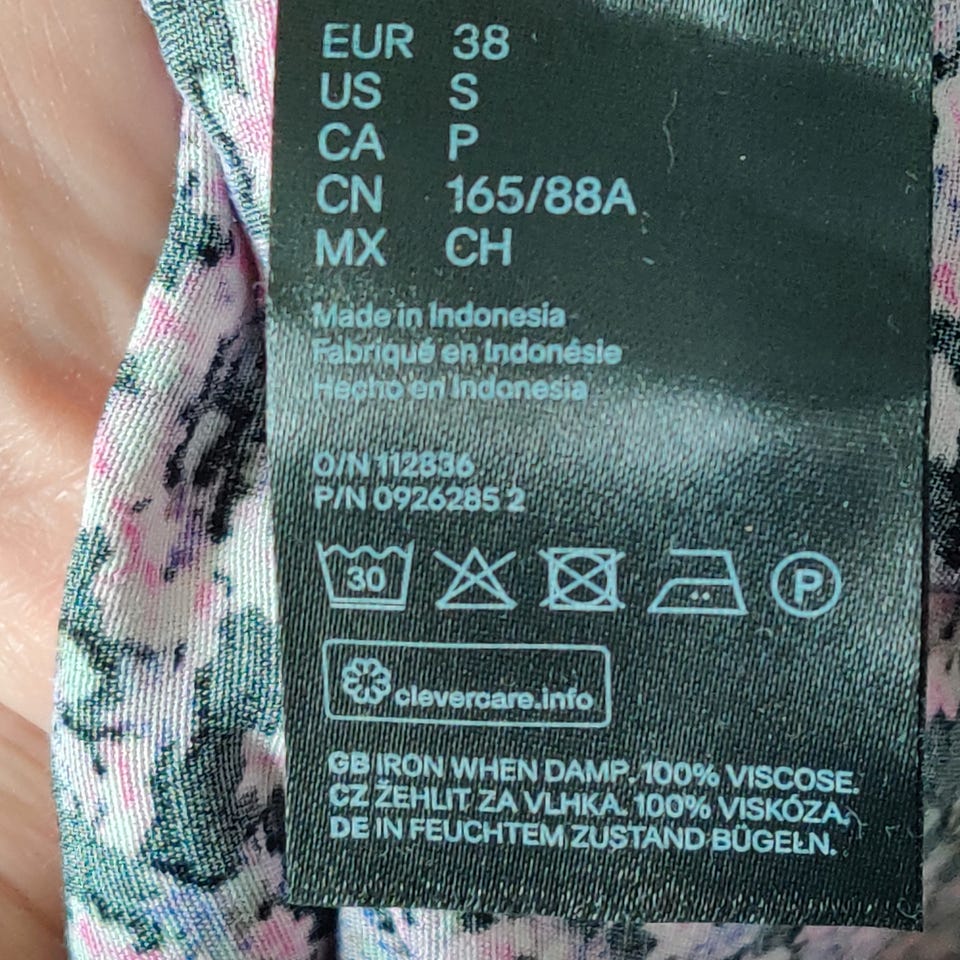 EUR 38
US S
CA P
CN 165/88A
MX CH
Made in Indonesia
Fabriqué en Indonésie
Hecho en Indonesia
O/N 112836
P/N 0926285 2
30 P
clevercare.info
GB IRON WHEN DAMP. 100% VISCOSE.
CZ ŽEHLIT ZA VLHKA. 100% VISKÓZA.
DE IN FEUCHTEM ZUSTAND BÜGELN.